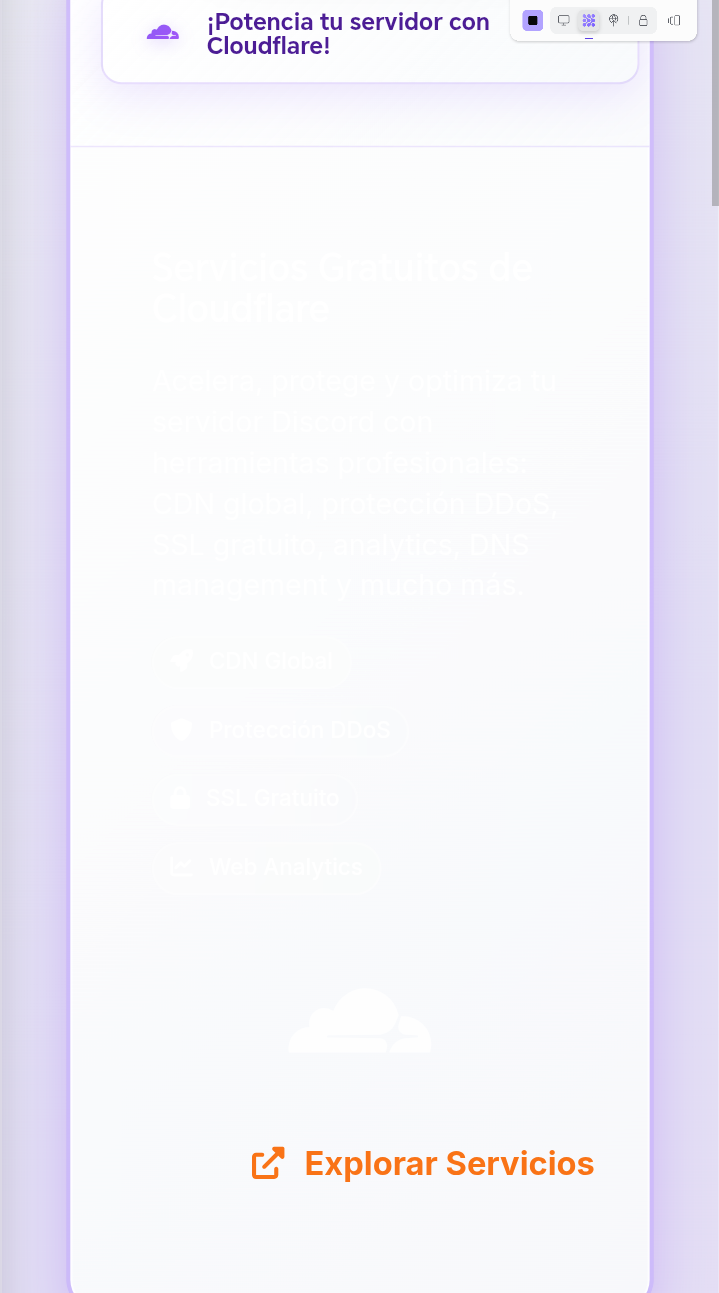 ¡Potencia tu servidor con
Cloudflare!
Servicios Gratuitos de
Cloudflare
Acelera, protege y optimiza tu
servidor Discord con
herramientas profesionales:
CDN global, protección DDoS,
SSL gratuito, analytics, DNS
management y mucho más.
CDN Global
Protección DDoS
SSL Gratuito
Web Analytics
Explorar Servicios